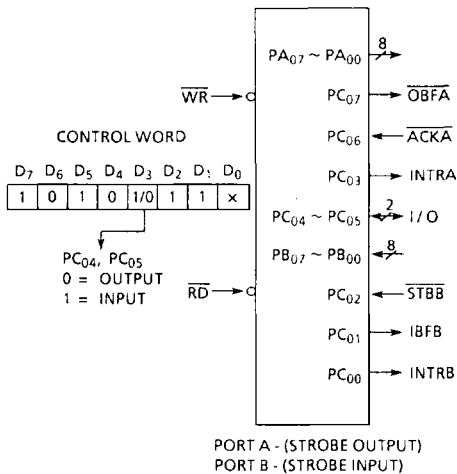 PA07 ~ PA00
8
WR
PC07
OBFA
CONTROL WORD
PC06
ACKA
D7 D6 D5 D4 D3 D2 D1 D0
PC03
INTRA
1 0 1 0 1/0 1 1 x
PC04 ~ PC05
2
I/O
PB07 ~ PB00
8
PC04, PC05
0 = OUTPUT
1 = INPUT
RD
PC02
STBB
PC01
IBFB
PC00
INTRB
PORT A - (STROBE OUTPUT)
PORT B - (STROBE INPUT)